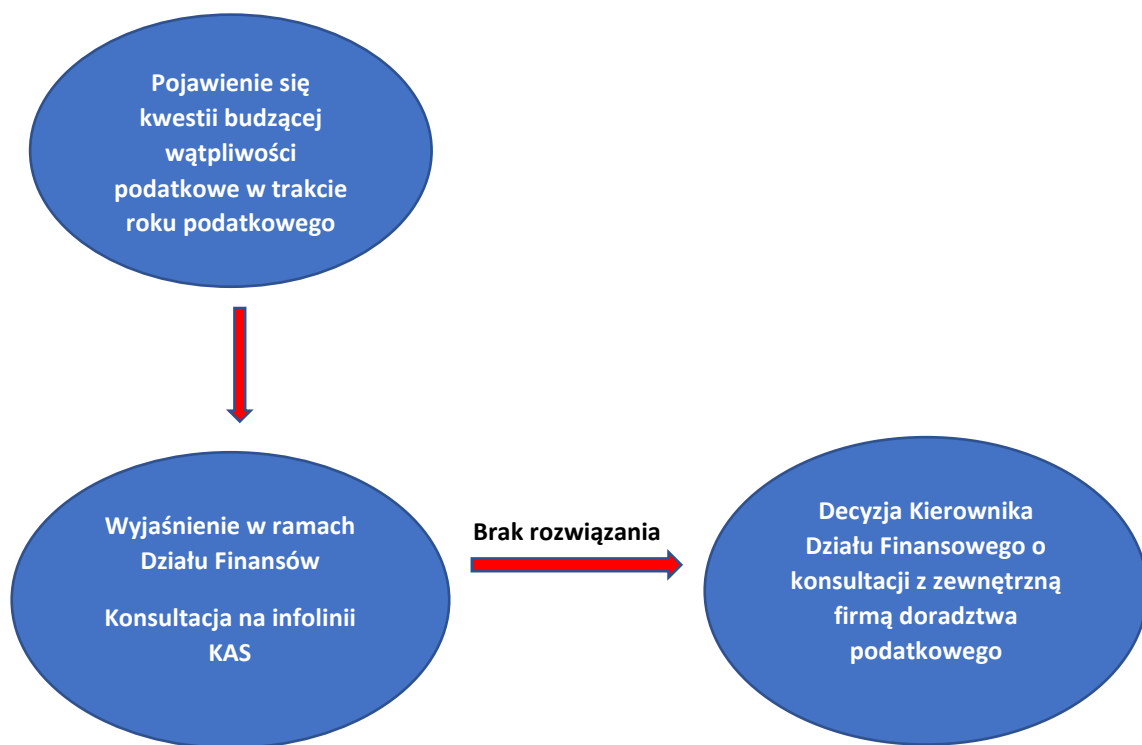 Pojawienie się
kwestii budzącej
wątpliwości
podatkowe w trakcie
roku podatkowego
Wyjaśnienie w ramach
Działu Finansów
Konsultacja na infolinii
KAS
Brak rozwiązania
Decyzja Kierownika
Działu Finansowego o
konsultacji z zewnętrzną
firmą doradztwa
podatkowego